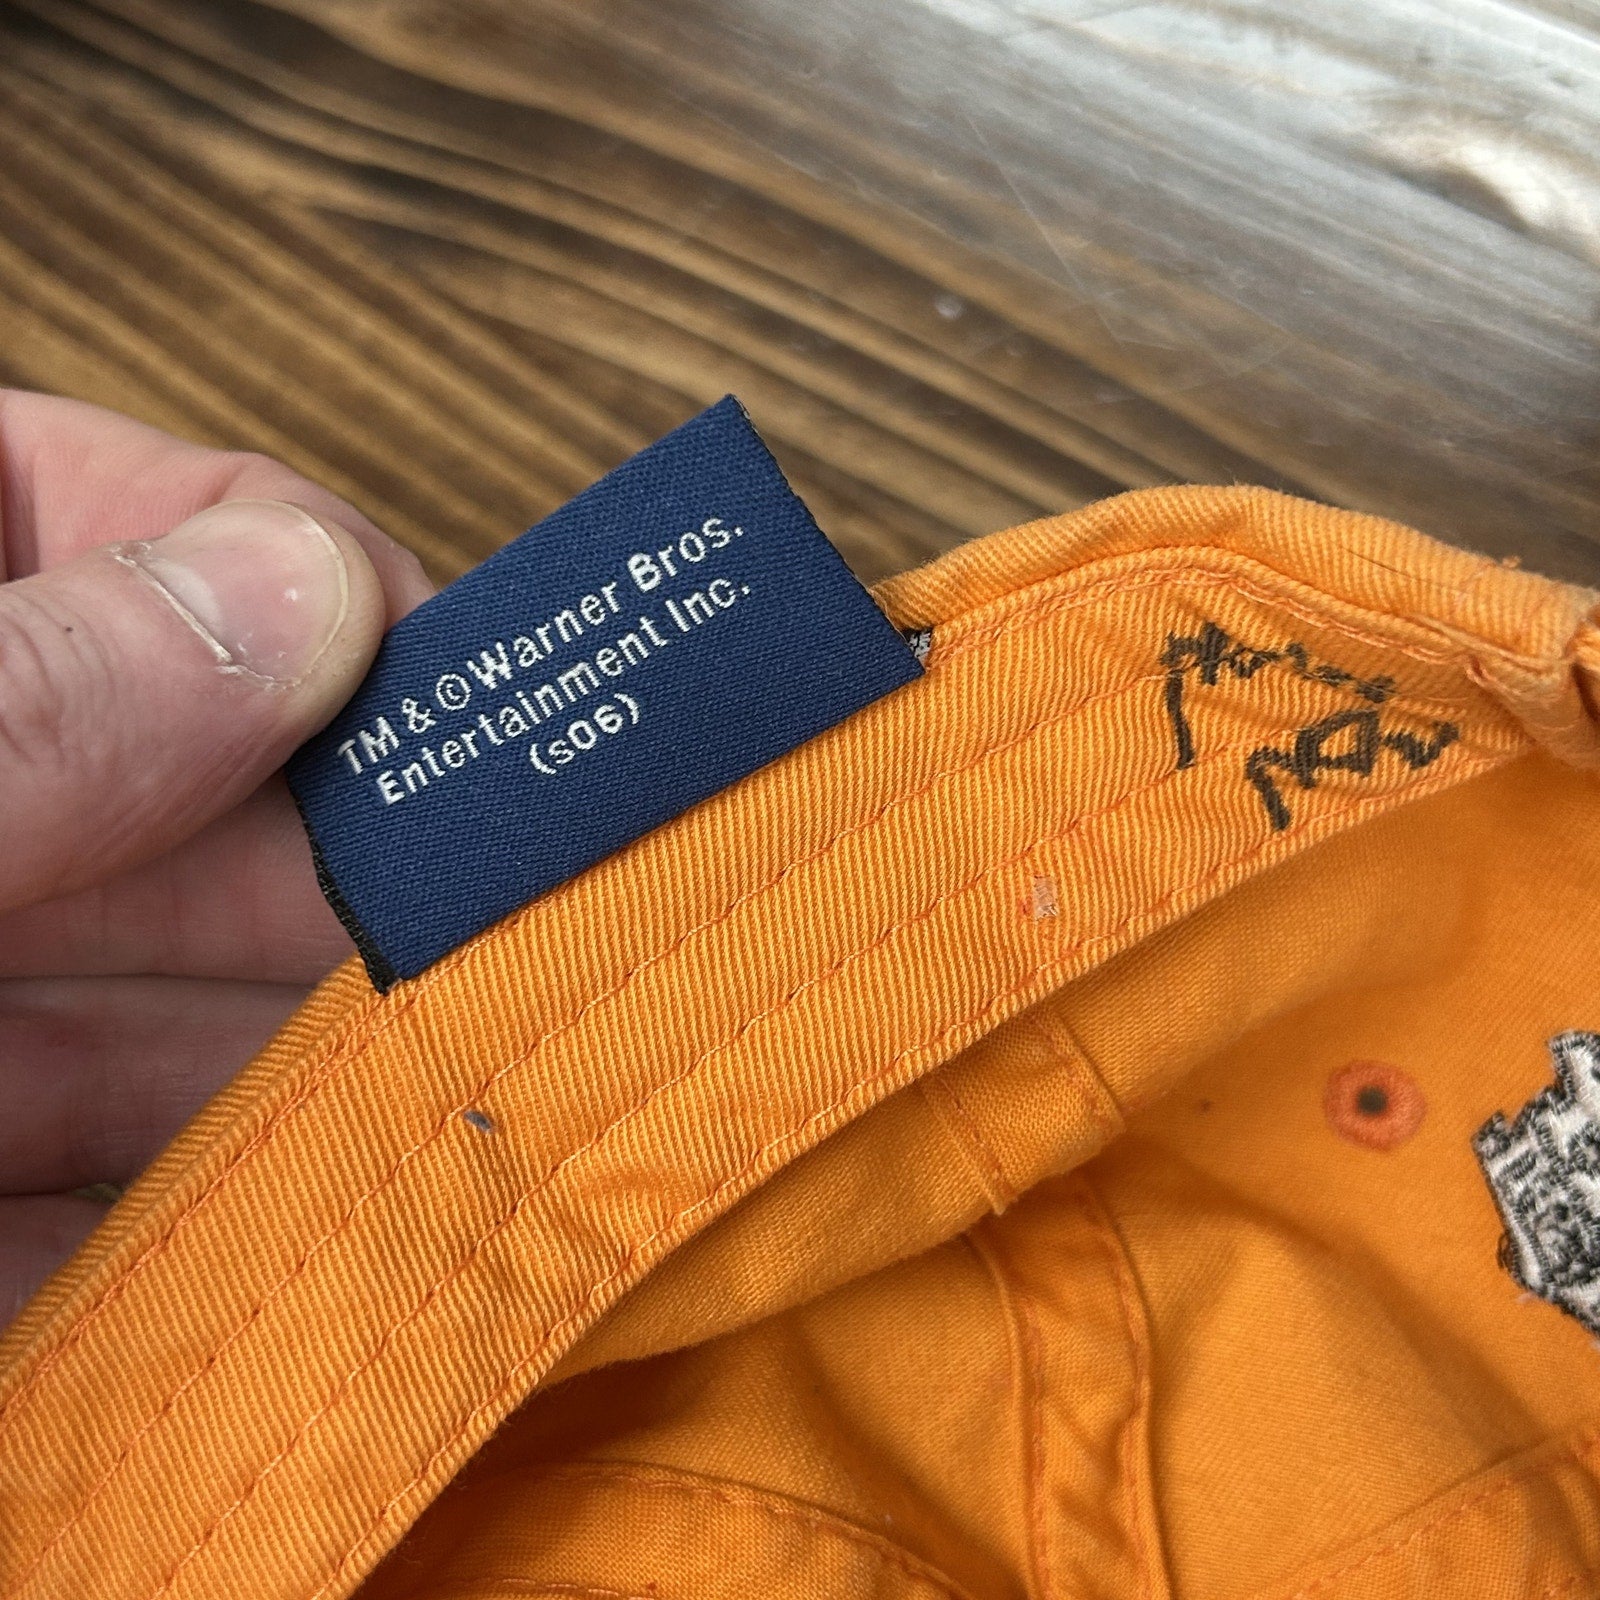 TM & © Warner Bros.
Entertainment Inc.
(s06)